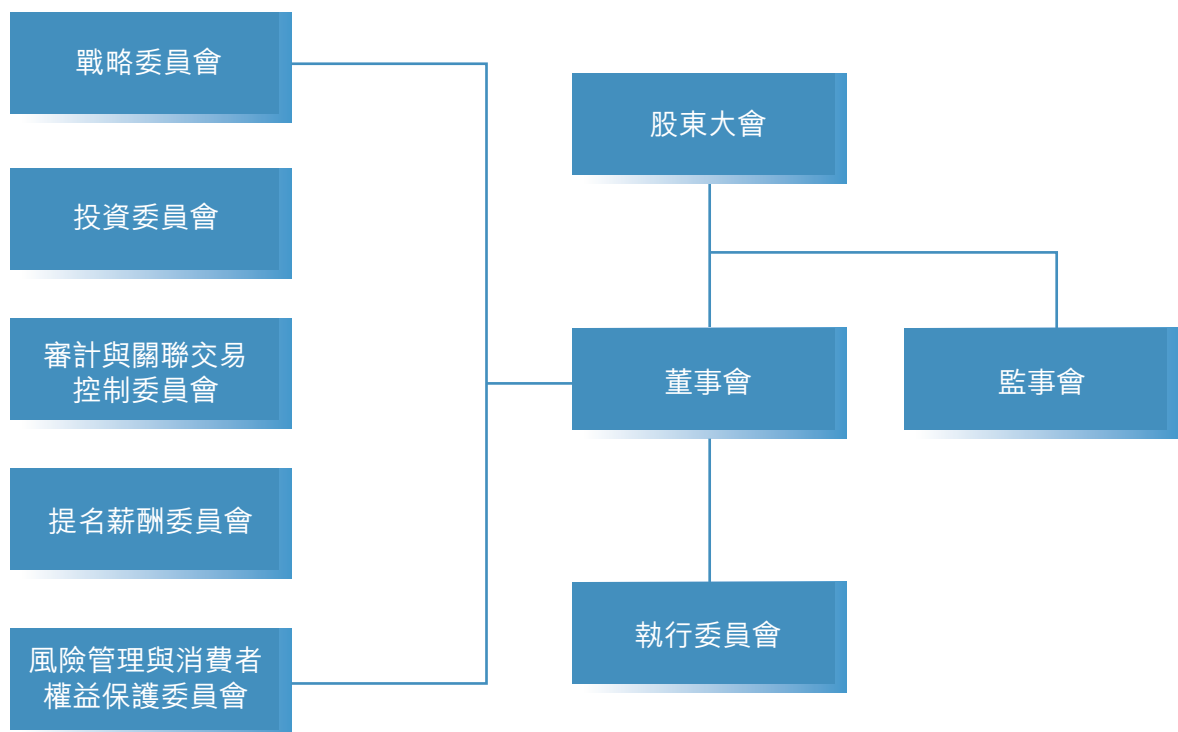 戰略委員會
投資委員會
審計與關聯交易
控制委員會
提名薪酬委員會
風險管理與消費者
權益保護委員會
股東大會
董事會
監事會
執行委員會